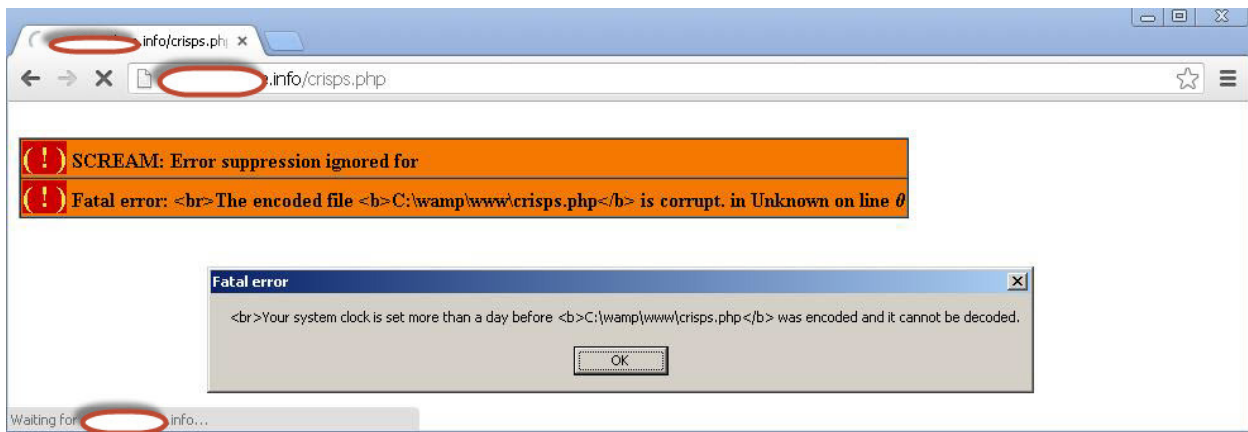 .info/crisps.ph
.info/crisps.php
( ! ) SCREAM: Error suppression ignored for
( ! ) Fatal error: <br>The encoded file <b>C:\wamp\www\crisps.php</b> is corrupt. in Unknown on line 0
Fatal error
<br>Your system clock is set more than a day before <b>C:\wamp\www\crisps.php</b> was encoded and it cannot be decoded.
OK
Waiting for .info...